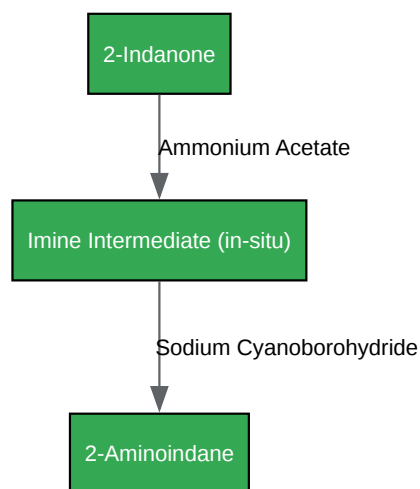 2-Indanone
Ammonium Acetate
Imine Intermediate (in-situ)
Sodium Cyanoborohydride
2-Aminoindane